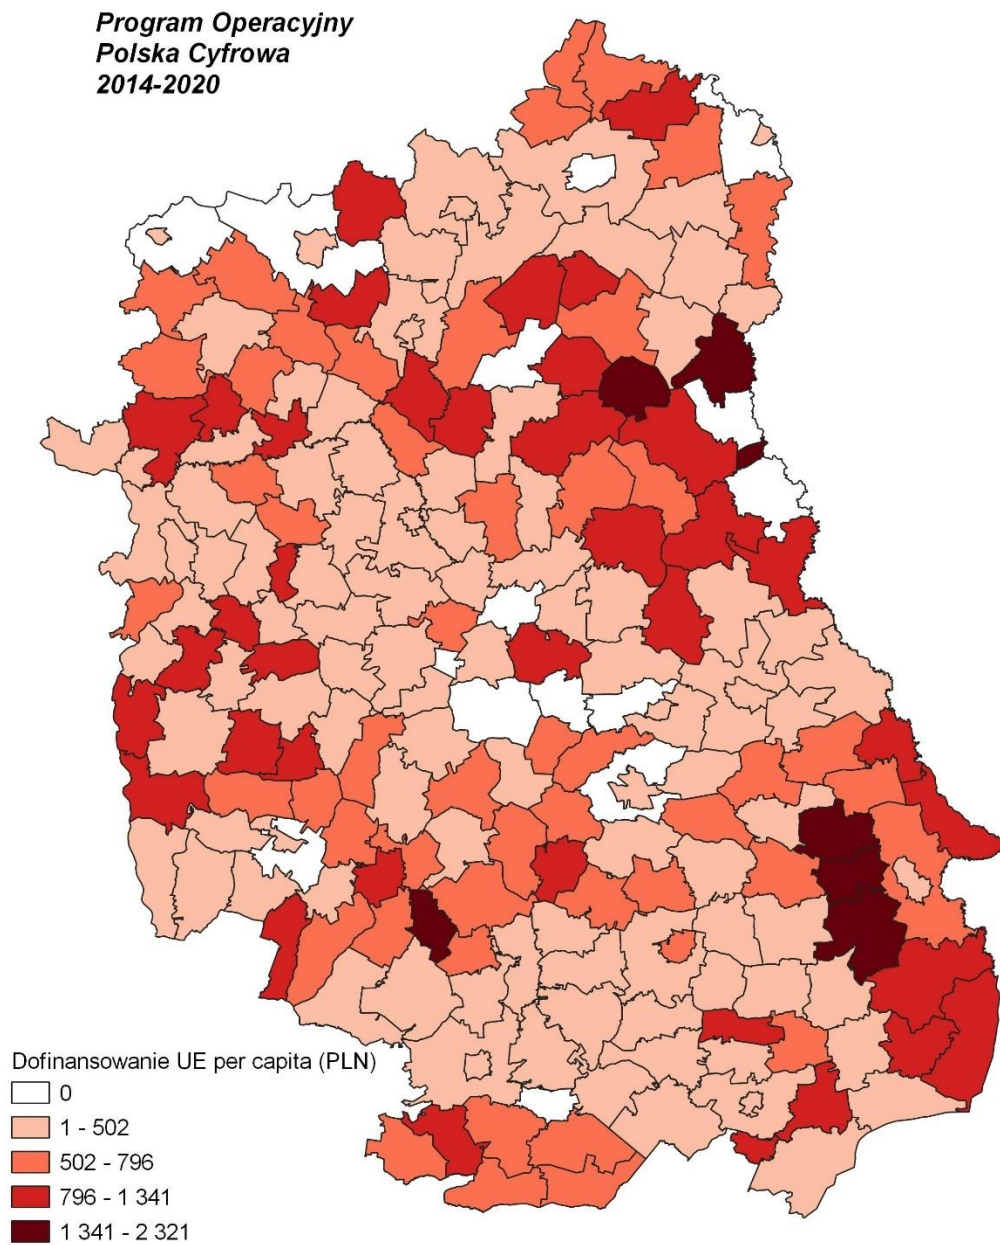 Program Operacyjny
Polska Cyfrowa
2014-2020
Dofinansowanie UE per capita (PLN)
0
1 - 502
502 - 796
796 - 1 341
1 341 - 2 321